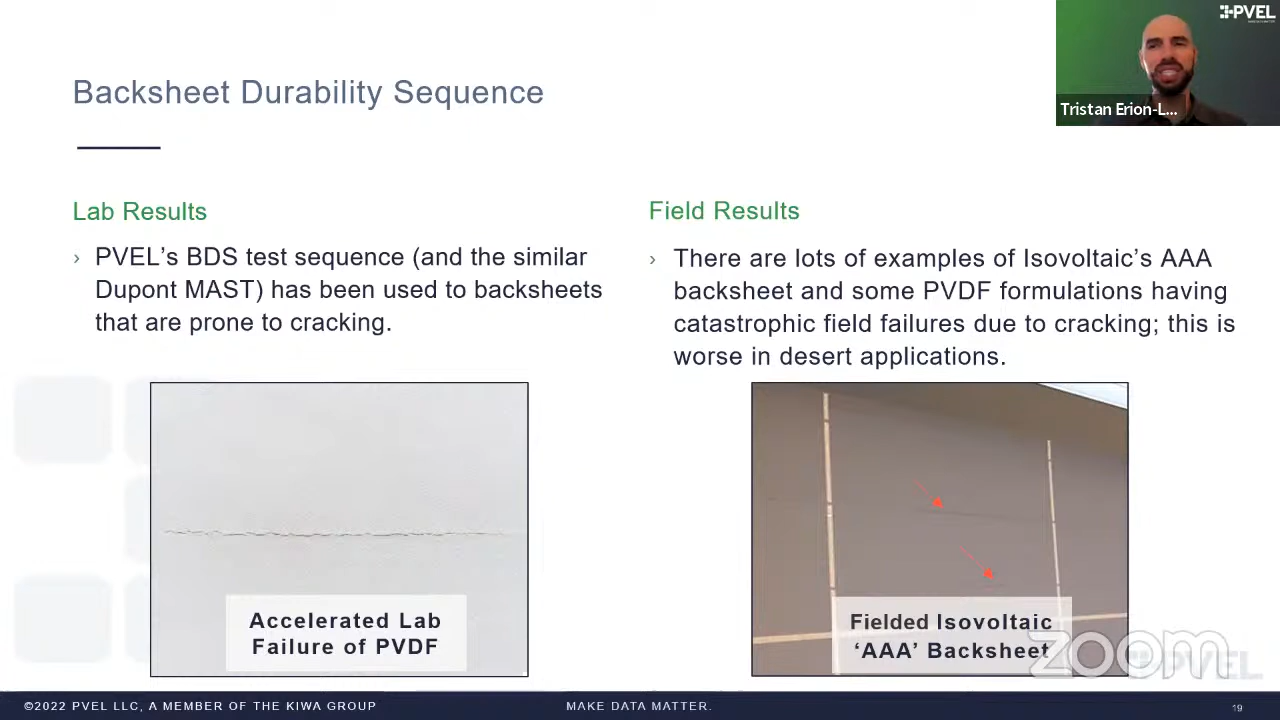 PVEL
Tristan Erion-L...
Backsheet Durability Sequence
Lab Results
› PVEL’s BDS test sequence (and the similar
Dupont MAST) has been used to backsheets
that are prone to cracking.
Accelerated Lab
Failure of PVDF
Field Results
› There are lots of examples of Isovoltaic’s AAA
backsheet and some PVDF formulations having
catastrophic field failures due to cracking; this is
worse in desert applications.
Fielded Isovoltaic
‘AAA’ Backsheet
zoom
PVEL
©2022 PVEL LLC, A MEMBER OF THE KIWA GROUP
MAKE DATA MATTER.
19